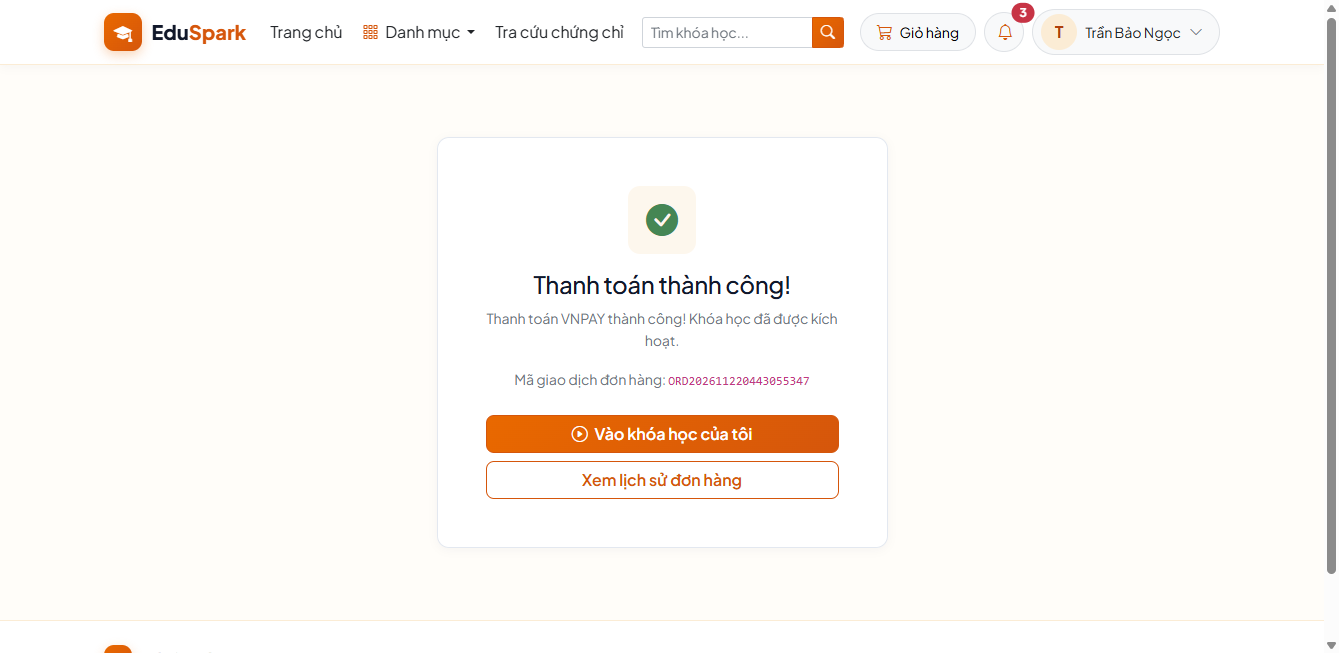 EduSpark Trang chủ Danh mục Tra cứu chứng chỉ Tìm khóa học... Giỏ hàng 3 T Trần Bảo Ngọc
Thanh toán thành công!
Thanh toán VNPAY thành công! Khóa học đã được kích
hoạt.
Mã giao dịch đơn hàng: ORD202611220443055347
Vào khóa học của tôi
Xem lịch sử đơn hàng